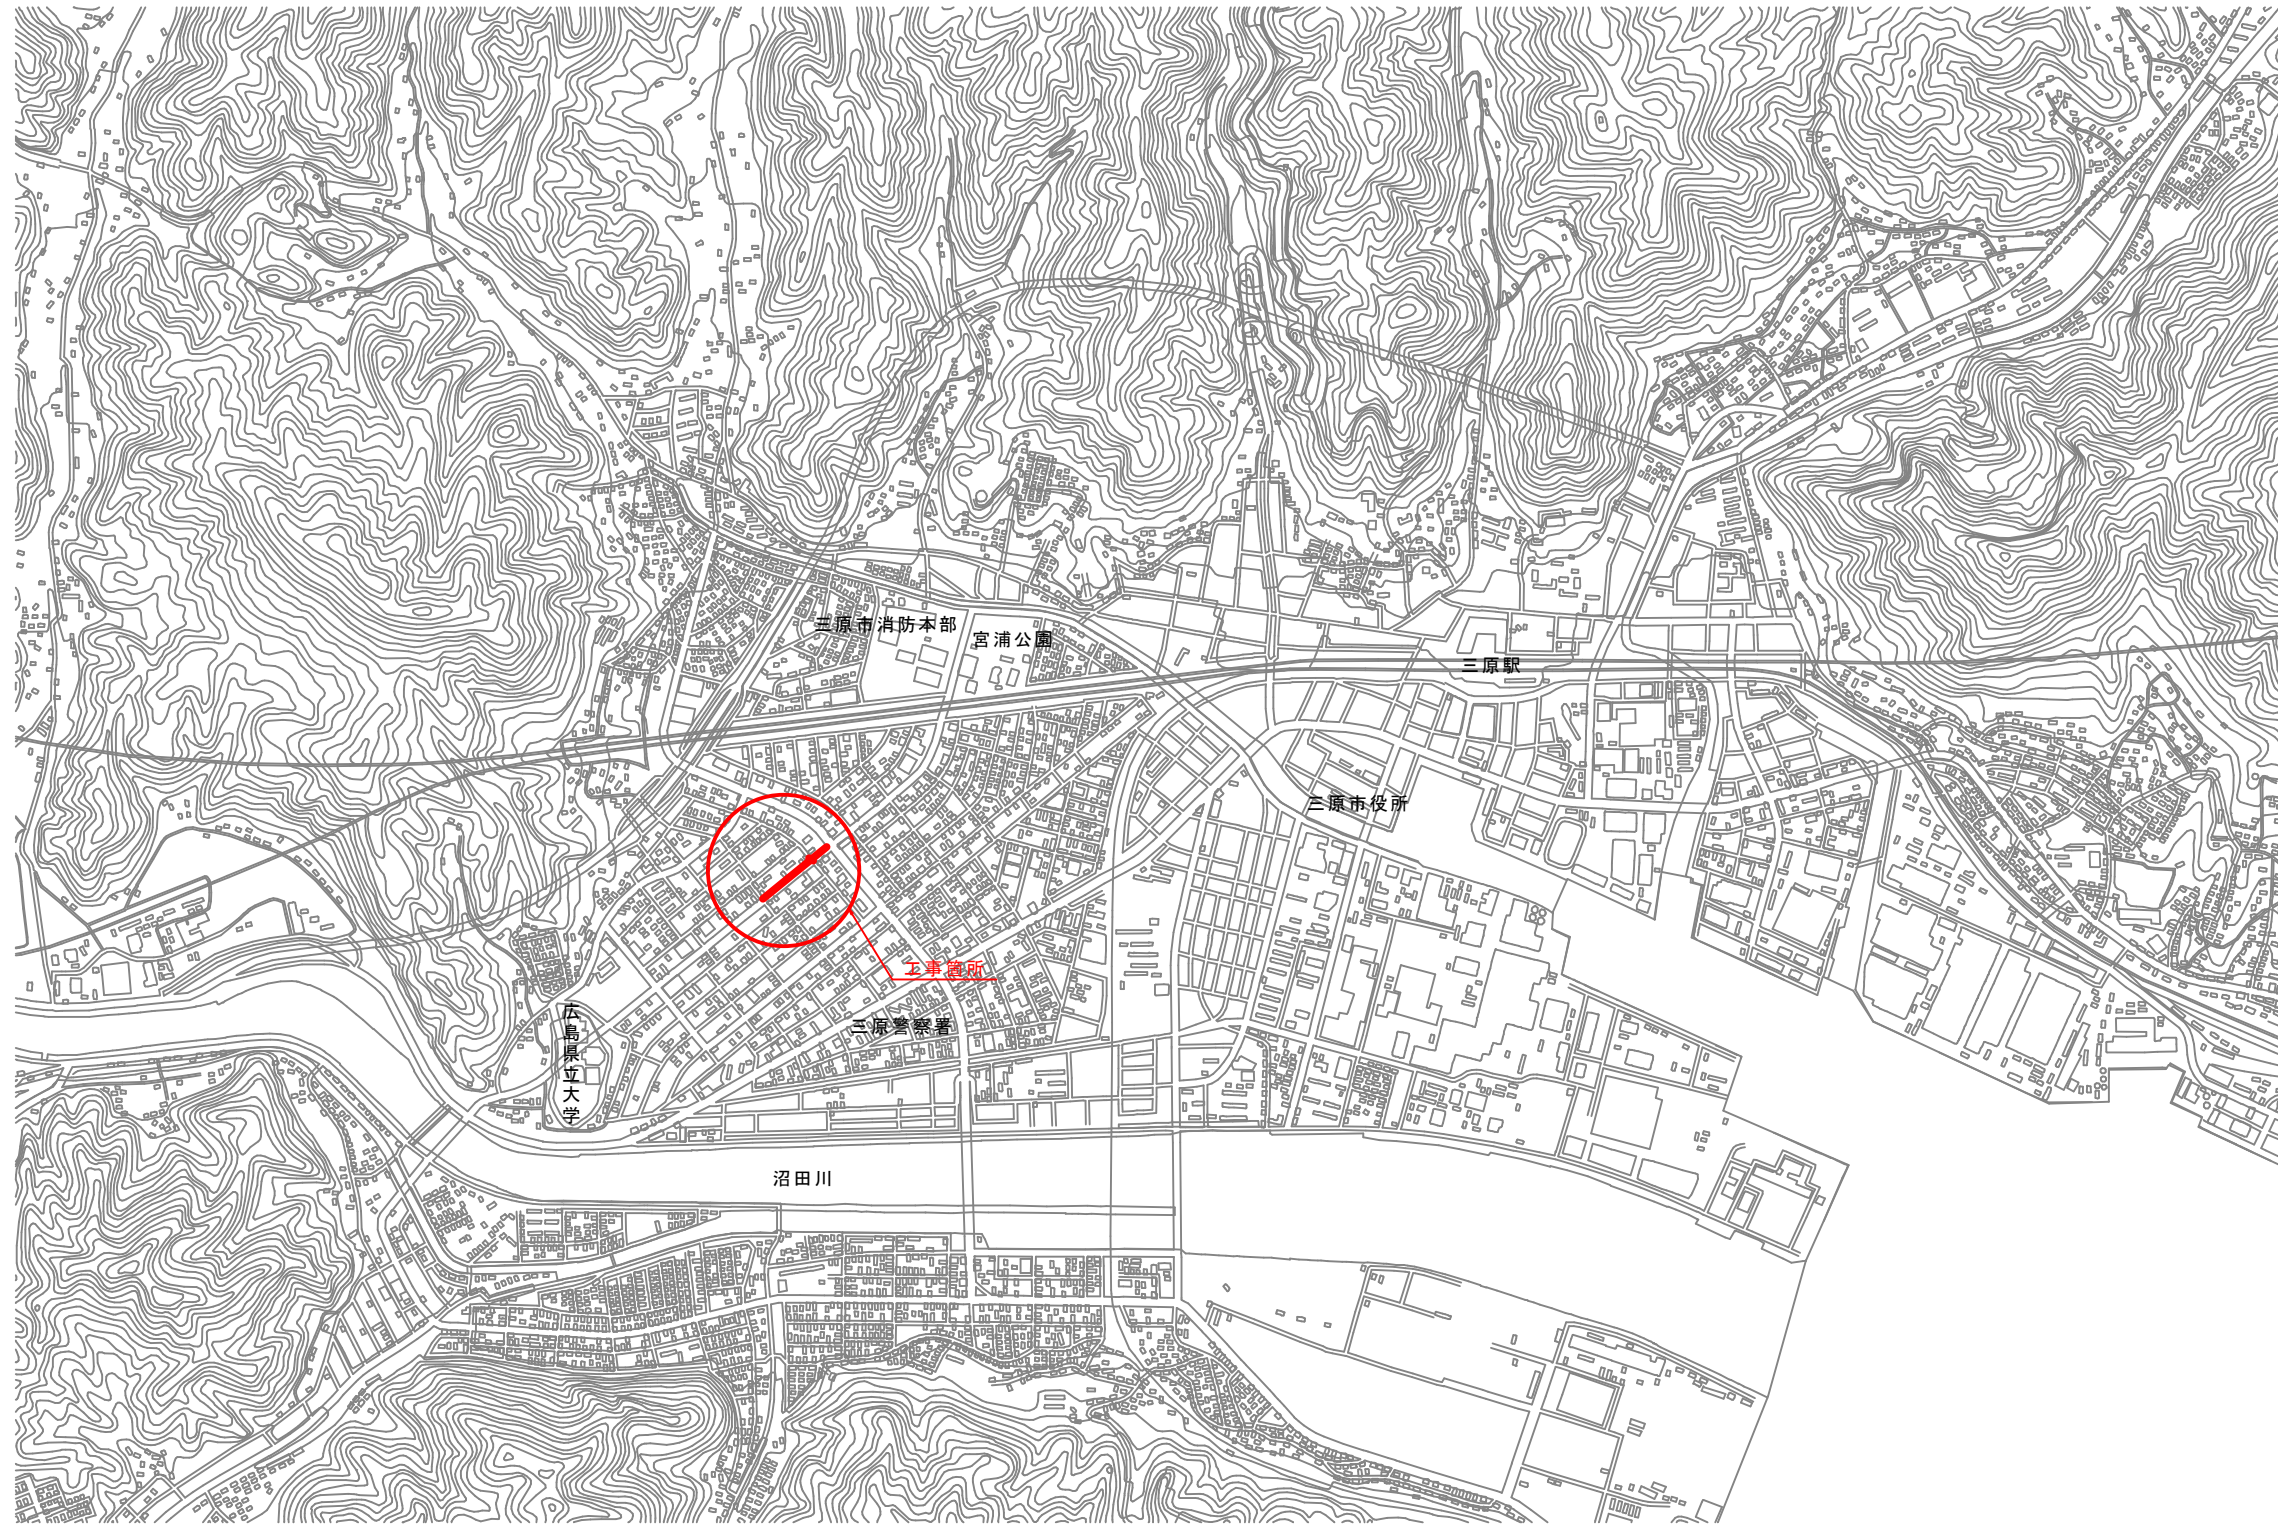 三原市消防本部
宮浦公園
三原駅
三原市役所
工事箇所
広島県立大学
三原警察署
沼田川